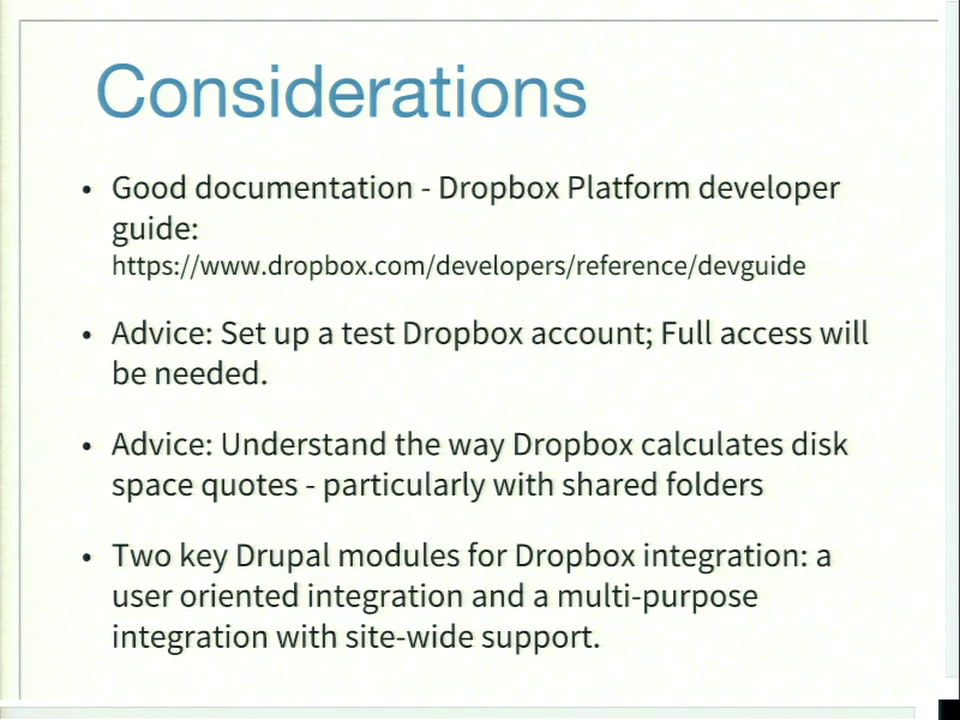 Considerations
• Good documentation - Dropbox Platform developer
guide:
https://www.dropbox.com/developers/reference/devguide
• Advice: Set up a test Dropbox account; Full access will
be needed.
• Advice: Understand the way Dropbox calculates disk
space quotes - particularly with shared folders
• Two key Drupal modules for Dropbox integration: a
user oriented integration and a multi-purpose
integration with site-wide support.